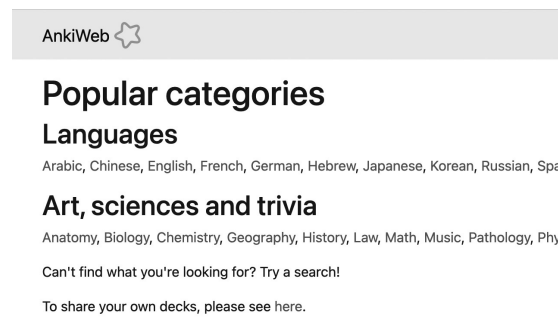 AnkiWeb
Popular categories
Languages
Arabic, Chinese, English, French, German, Hebrew, Japanese, Korean, Russian,
Art, sciences and trivia
Anatomy, Biology, Chemistry, Geography, History, Law, Math, Music, Pathology,
Can't find what you're looking for? Try a search!
To share your own decks, please see here.